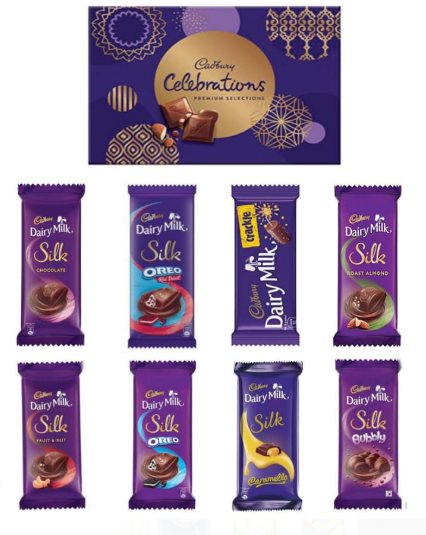 Cadbury
Celebrations
PREMIUM SELECTIONS
Cadbury
Dairy Milk
Silk
CHOCOLATE
Cadbury
Dairy Milk
Silk
OREO
Red Velvet
crackle
Cadbury
Dairy Milk
Cadbury
Dairy Milk
Silk
ROAST ALMOND
Cadbury
Dairy Milk
Silk
FRUIT & NUT
Cadbury
Dairy Milk
Silk
OREO
Cadbury
Dairy Milk
Silk
Caramello
Cadbury
Dairy Milk
Silk
Bubbly